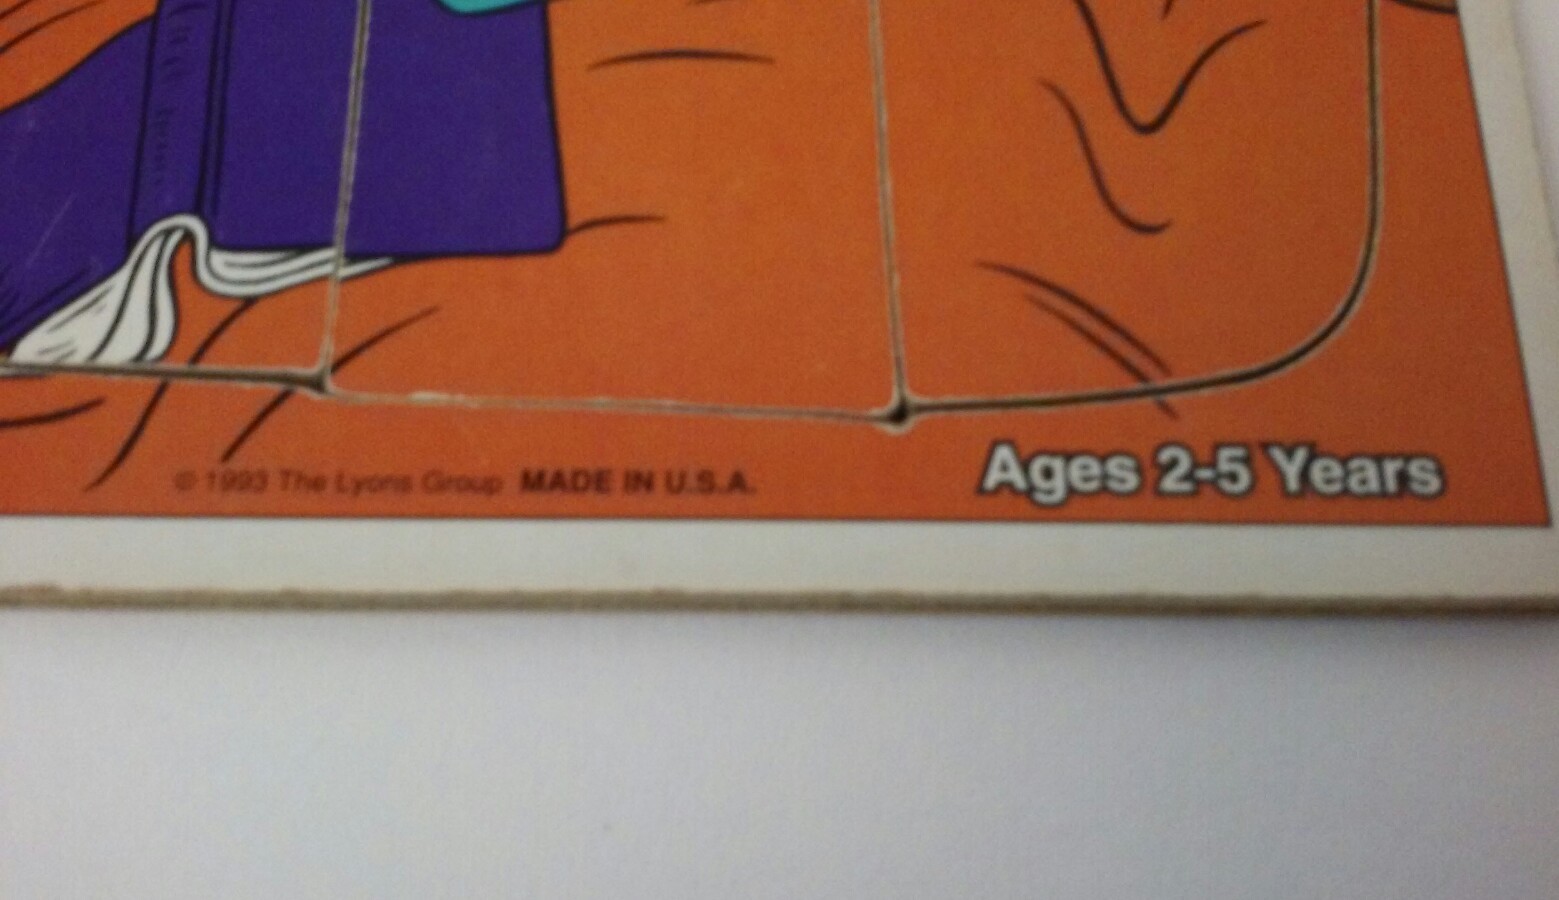 © 1993 The Lyons Group MADE IN U.S.A.
Ages 2-5 Years